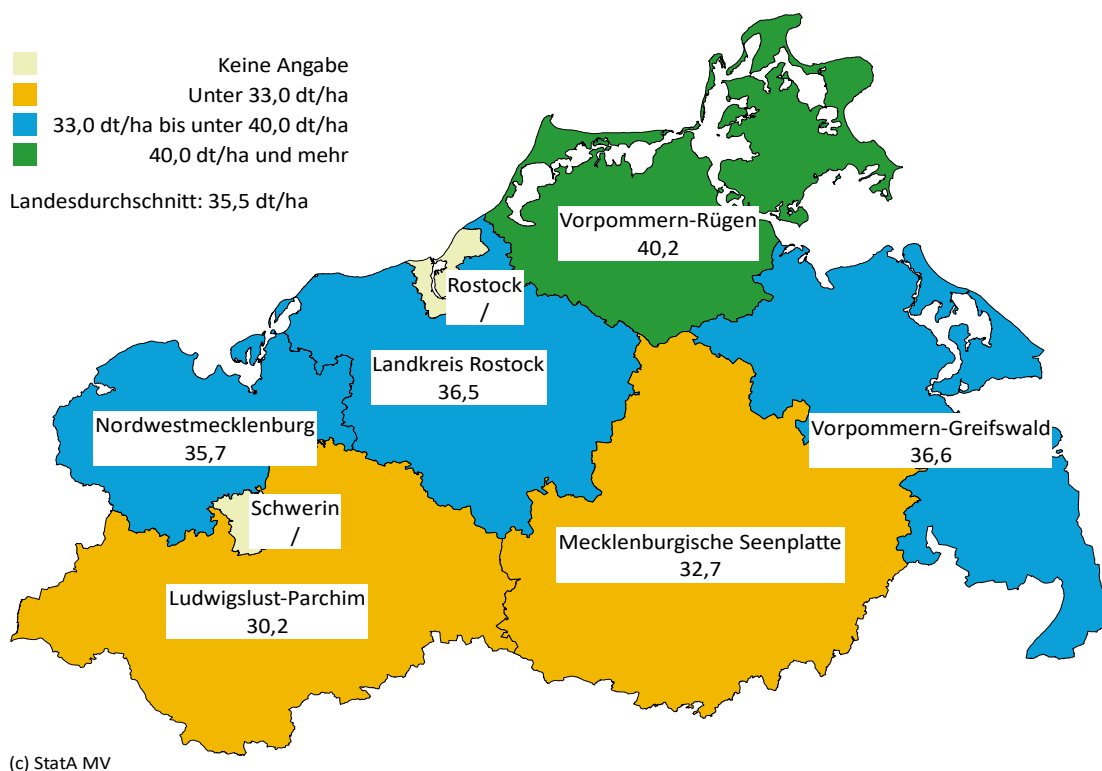 Keine Angabe
Unter 33,0 dt/ha
33,0 dt/ha bis unter 40,0 dt/ha
40,0 dt/ha und mehr
Landesdurchschnitt: 35,5 dt/ha
Vorpommern-Rügen
40,2
Rostock
/
Landkreis Rostock
36,5
Nordwestmecklenburg
35,7
Vorpommern-Greifswald
36,6
Schwerin
/
Mecklenburgische Seenplatte
32,7
Ludwigslust-Parchim
30,2
(c) StatA MV